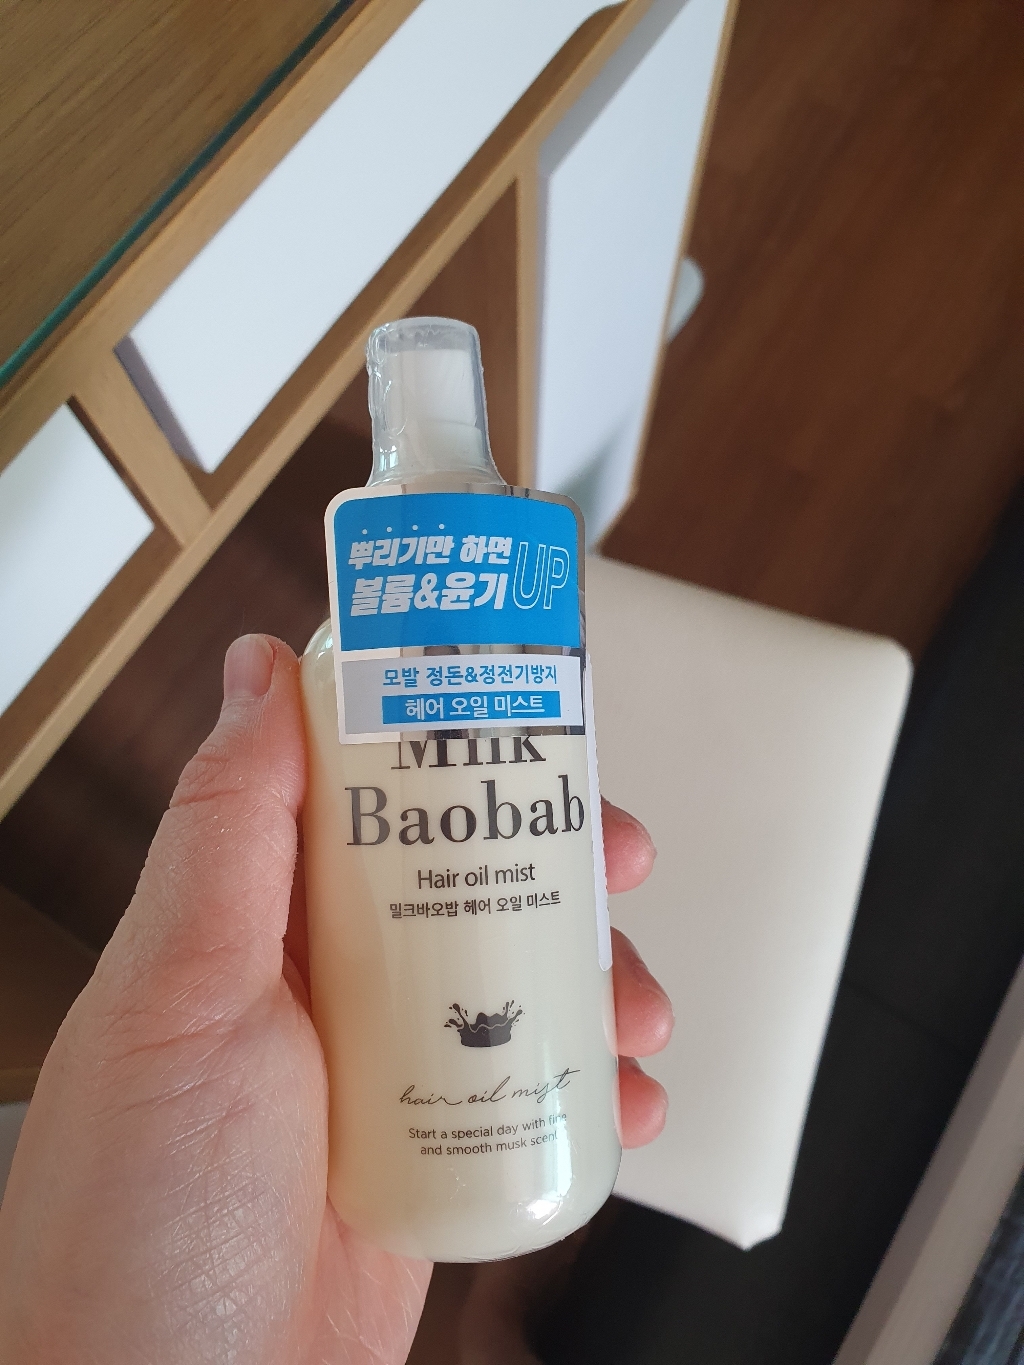 뿌리기만 하면
볼륨&윤기 UP
모발 정돈&정전기방지
헤어 오일 미스트
Milk
Baobab
Hair oil mist
밀크바오밥 헤어 오일 미스트
hair oil mist
Start a special day with fine
and smooth musk scent